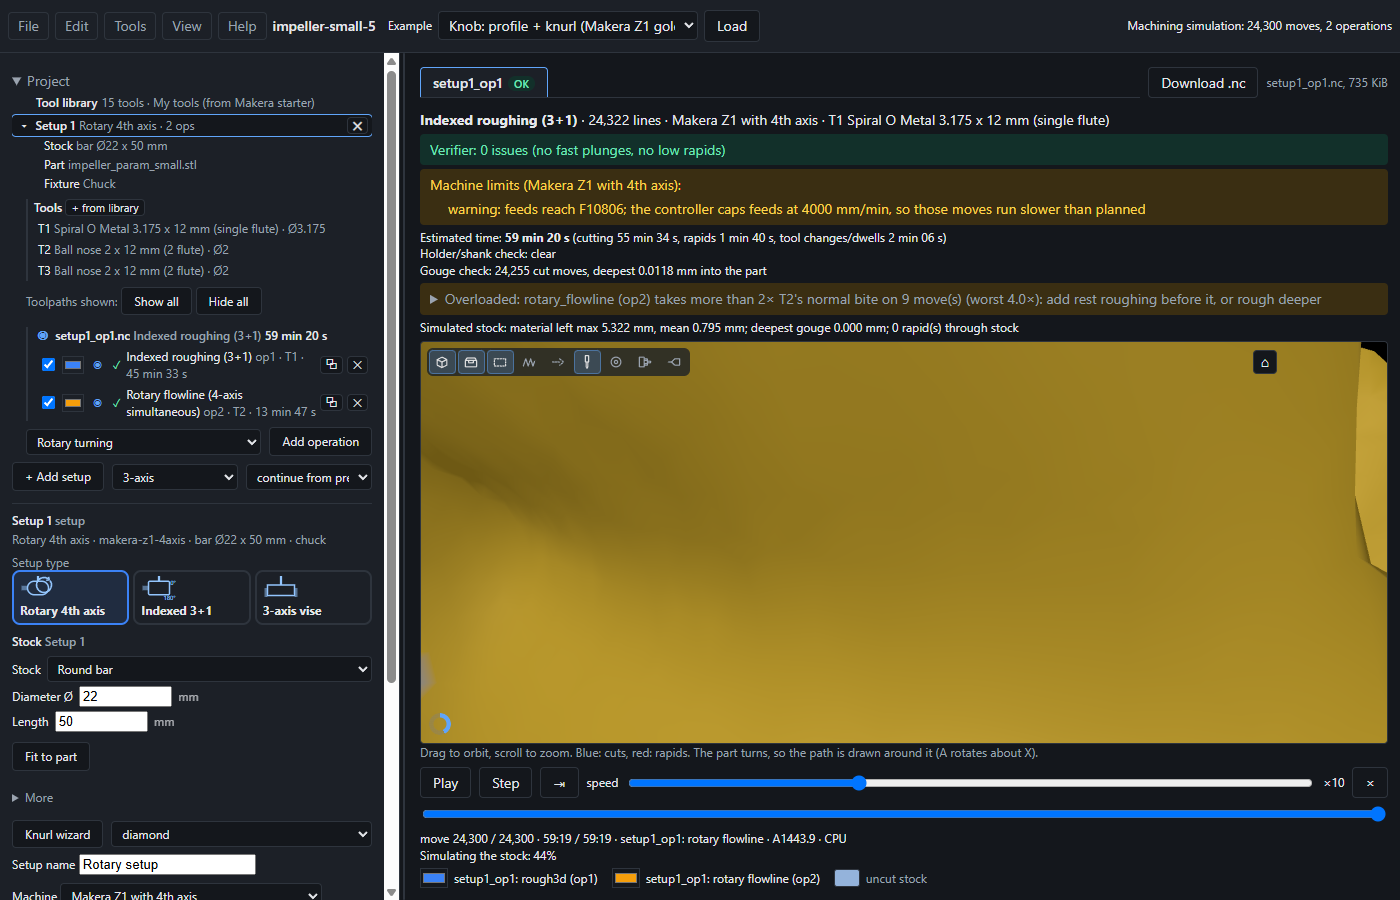 File Edit Tools View Help impeller-small-5 Example Knob: profile + knurl (Makera Z1 gol Load Machining simulation: 24,300 moves, 2 operations
Project
Tool library 15 tools · My tools (from Makera starter)
Setup 1 Rotary 4th axis · 2 ops
Stock bar Ø22 x 50 mm
Part impeller_param_small.stl
Fixture Chuck
Tools + from library
T1 Spiral O Metal 3.175 x 12 mm (single flute) · Ø3.175
T2 Ball nose 2 x 12 mm (2 flute) · Ø2
T3 Ball nose 2 x 12 mm (2 flute) · Ø2
Toolpaths shown: Show all Hide all
setup1_op1.nc Indexed roughing (3+1) 59 min 20 s
Indexed roughing (3+1) op1 · T1 ·
45 min 33 s
Rotary flowline (4-axis
simultaneous) op2 · T2 · 13 min 47 s
Rotary turning Add operation
+ Add setup 3-axis continue from pre
Setup 1 setup
Rotary 4th axis · makera-z1-4axis · bar Ø22 x 50 mm · chuck
Setup type
Rotary 4th axis Indexed 3+1 3-axis vise
Stock Setup 1
Stock Round bar
Diameter Ø 22 mm
Length 50 mm
Fit to part
More
Knurl wizard diamond
Setup name Rotary setup
Machine Makera Z1 with 4th axis
setup1_op1 OK Download .nc setup1_op1.nc, 735 KiB
Indexed roughing (3+1) · 24,322 lines · Makera Z1 with 4th axis · T1 Spiral O Metal 3.175 x 12 mm (single flute)
Verifier: 0 issues (no fast plunges, no low rapids)
Machine limits (Makera Z1 with 4th axis):
warning: feeds reach F10806; the controller caps feeds at 4000 mm/min, so those moves run slower than planned
Estimated time: 59 min 20 s (cutting 55 min 34 s, rapids 1 min 40 s, tool changes/dwells 2 min 06 s)
Holder/shank check: clear
Gouge check: 24,255 cut moves, deepest 0.0118 mm into the part
Overloaded: rotary_flowline (op2) takes more than 2× T2's normal bite on 9 move(s) (worst 4.0×): add rest roughing before it, or rough deeper
Simulated stock: material left max 5.322 mm, mean 0.795 mm; deepest gouge 0.000 mm; 0 rapid(s) through stock
Drag to orbit, scroll to zoom. Blue: cuts, red: rapids. The part turns, so the path is drawn around it (A rotates about X).
Play Step speed ×10 ×
move 24,300 / 24,300 · 59:19 / 59:19 · setup1_op1: rotary flowline · A1443.9 · CPU
Simulating the stock: 44%
setup1_op1: rough3d (op1) setup1_op1: rotary flowline (op2) uncut stock